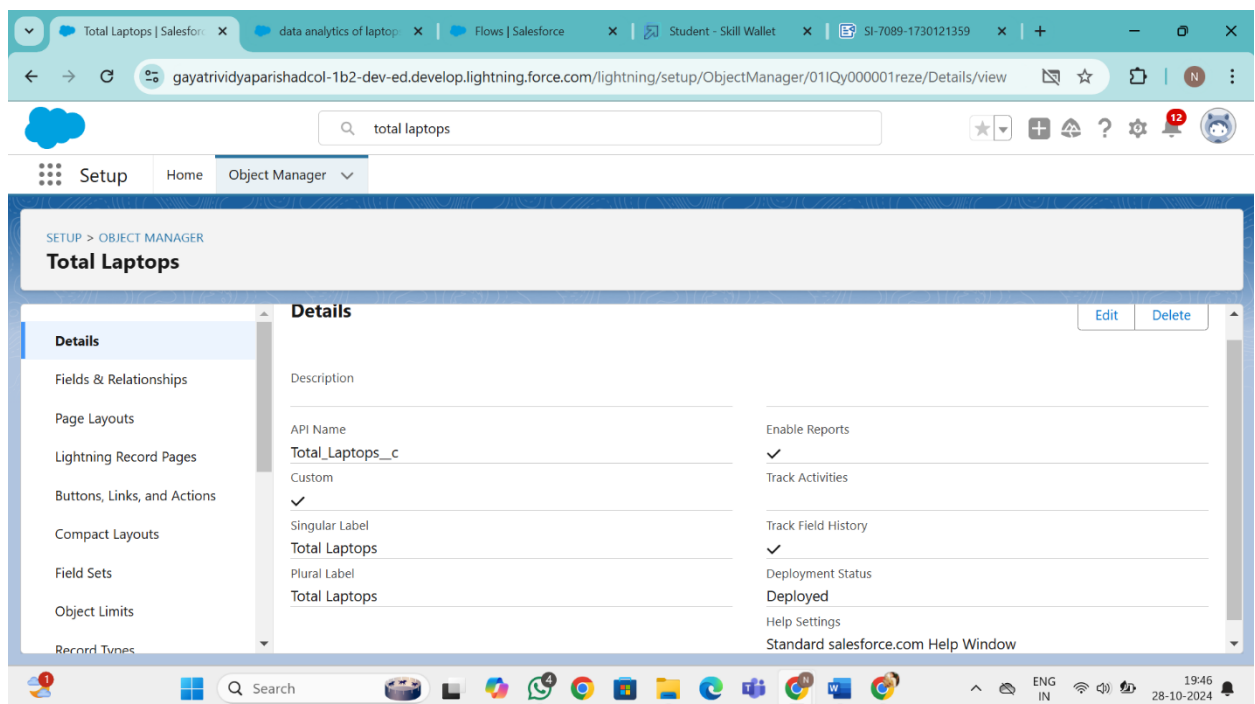 Total Laptops | Salesforc
data analytics of laptop
Flows | Salesforce
Student - Skill Wallet
SI-7089-1730121359
gayatrividyaparishadcol-1b2-dev-ed.develop.lightning.force.com/lightning/setup/ObjectManager/01IQy000001reze/Details/view
N
total laptops
12
Setup
Home
Object Manager
SETUP > OBJECT MANAGER
Total Laptops
Details
Fields & Relationships
Page Layouts
Lightning Record Pages
Buttons, Links, and Actions
Compact Layouts
Field Sets
Object Limits
Record Types
Details
Edit
Delete
Description
API Name
Total_Laptops__c
Custom
Singular Label
Total Laptops
Plural Label
Total Laptops
Enable Reports
Track Activities
Track Field History
Deployment Status
Deployed
Help Settings
Standard salesforce.com Help Window
1
Search
4
N
ENG
IN
19:46
28-10-2024